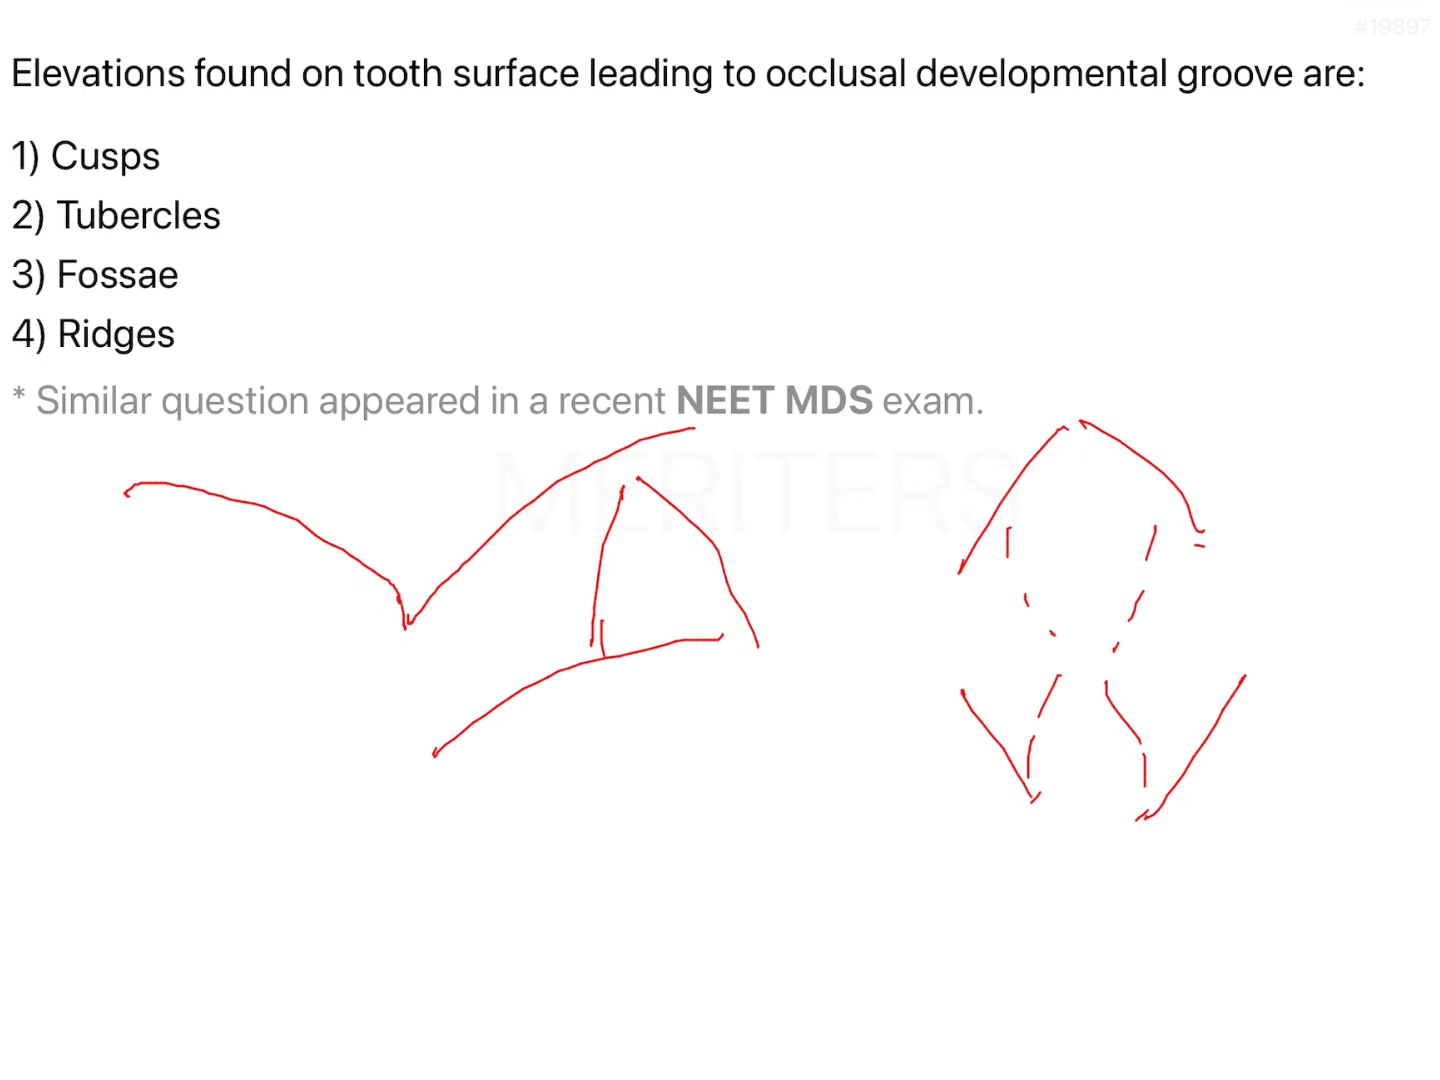 #19897
Elevations found on tooth surface leading to occlusal developmental groove are:
1) Cusps
2) Tubercles
3) Fossae
4) Ridges
* Similar question appeared in a recent NEET MDS exam.
MERITERS